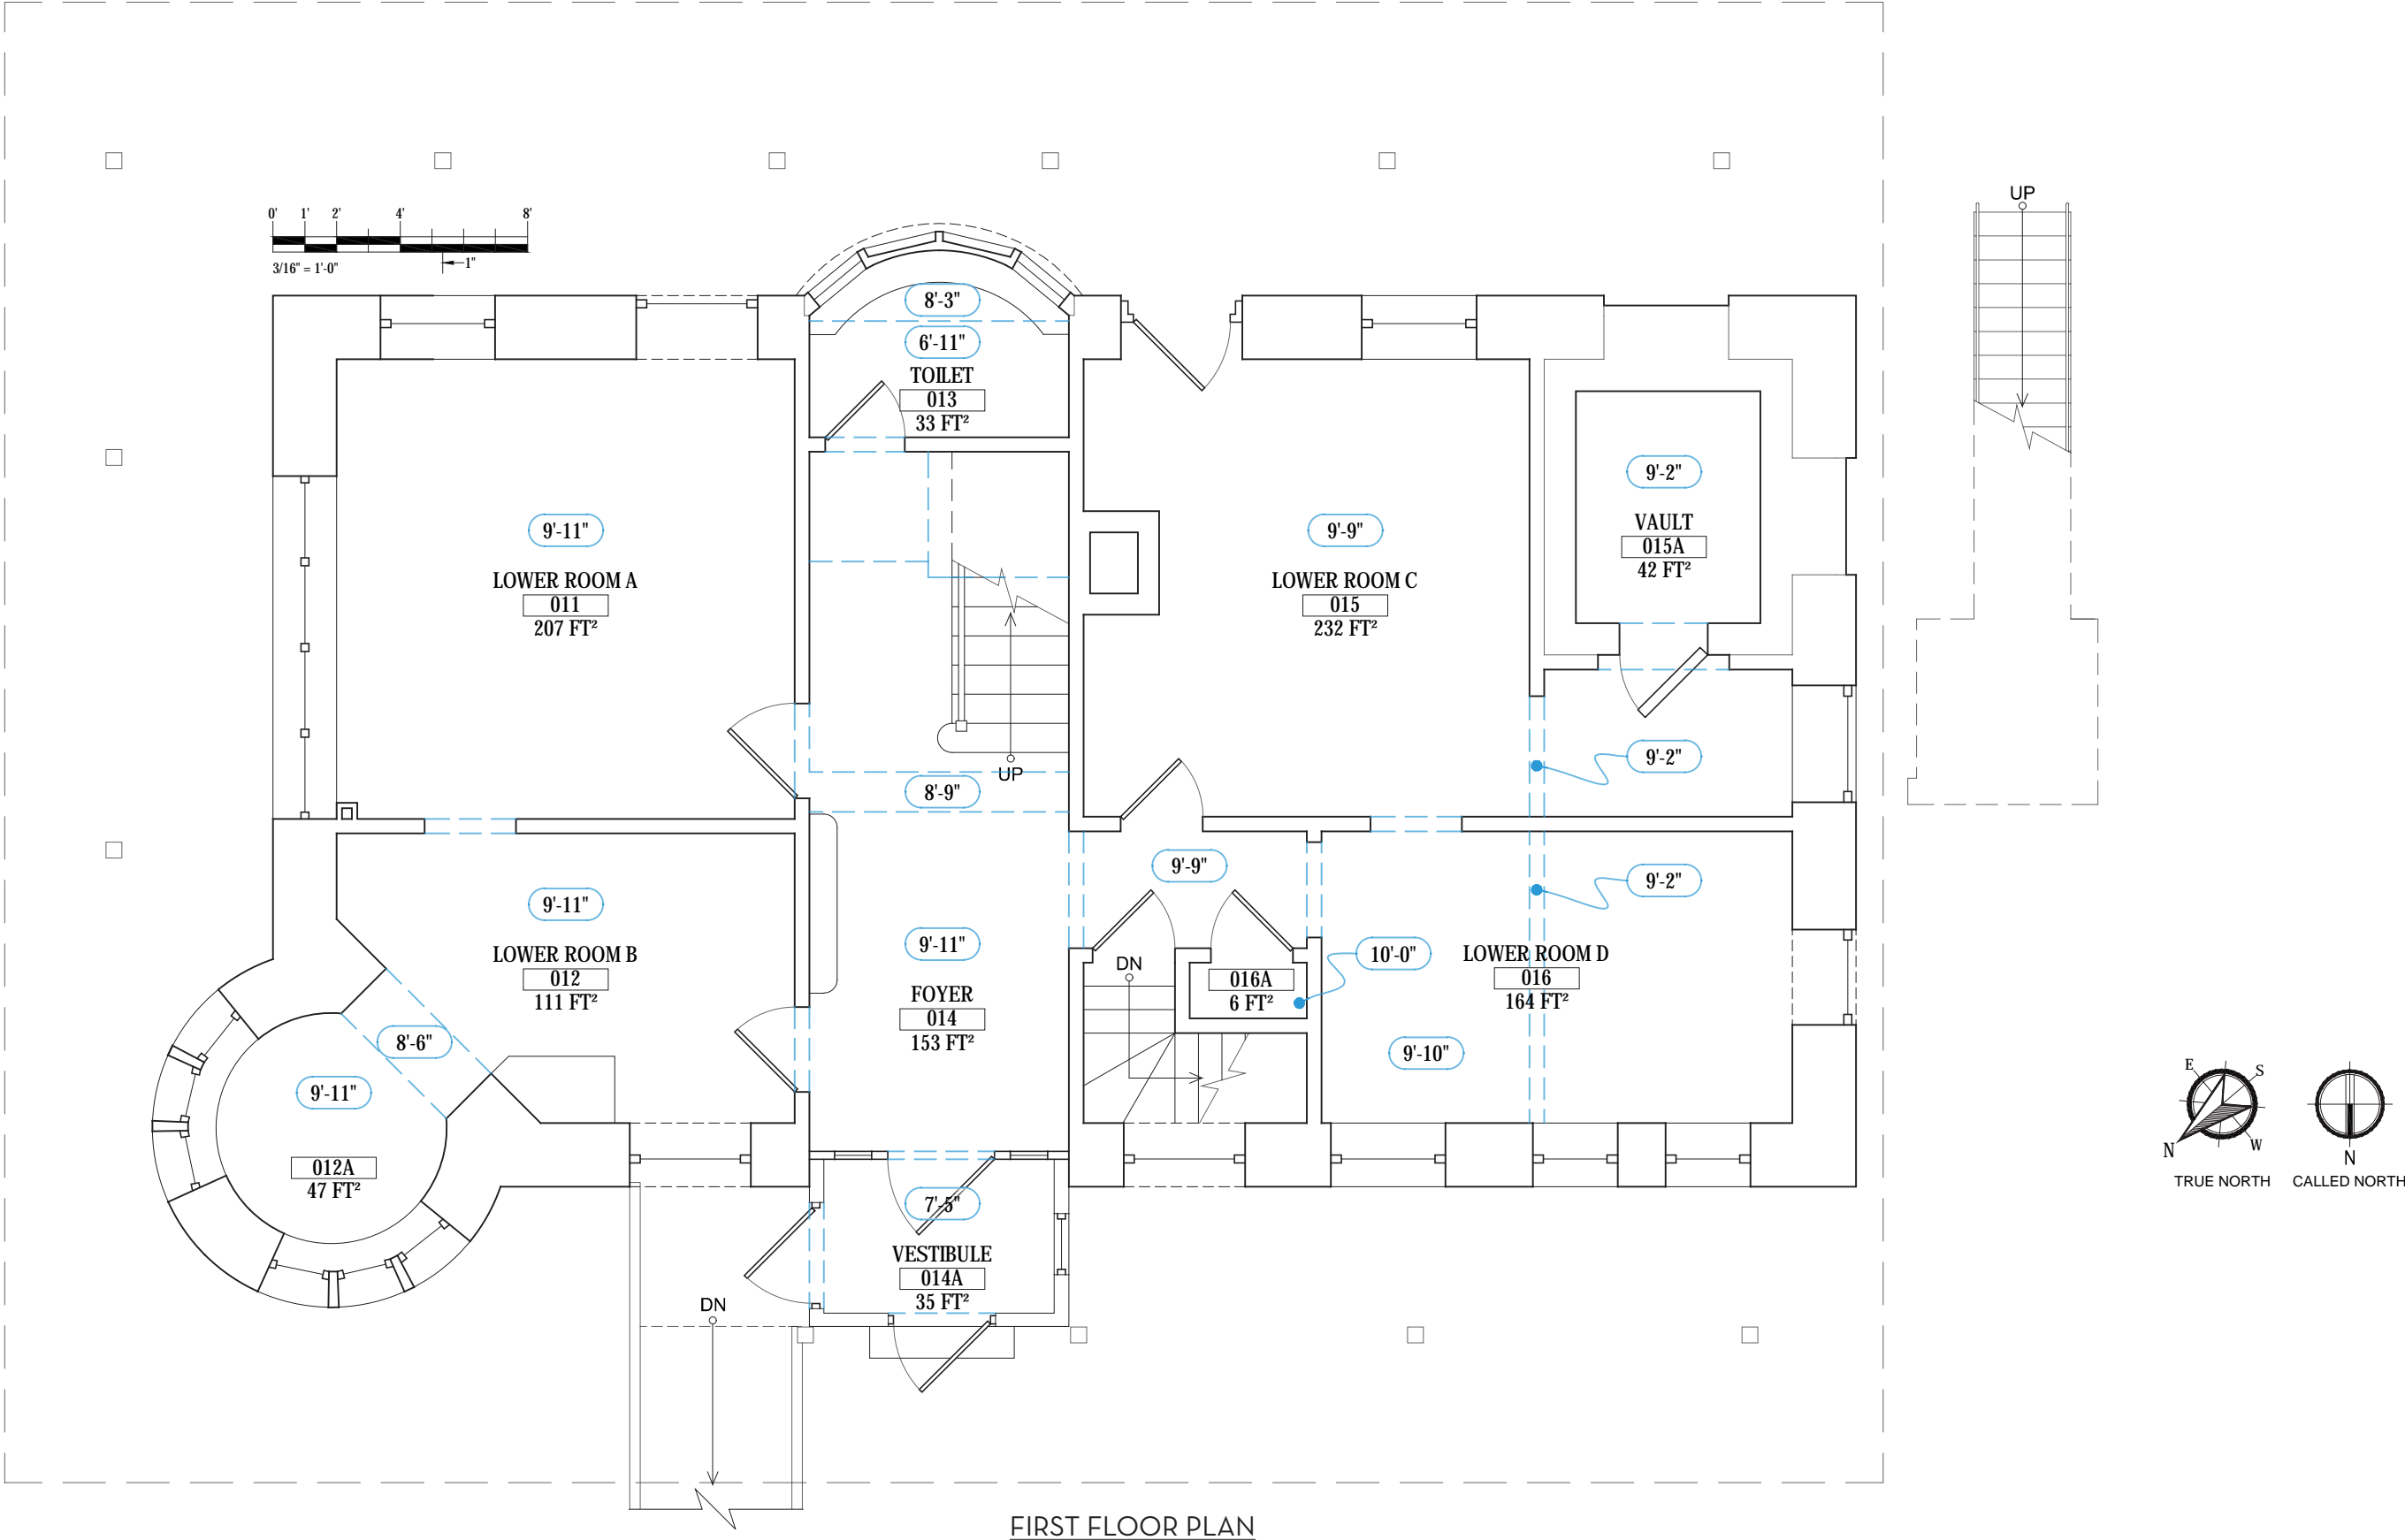 UP
0' 1' 2' 4' 8'
3/16" = 1'-0"
1"
8'-3"
6'-11"
TOILET
013
33 FT²
9'-11"
LOWER ROOM A
011
207 FT²
9'-9"
LOWER ROOM C
015
232 FT²
9'-2"
VAULT
015A
42 FT²
UP
8'-9"
9'-2"
9'-9"
9'-2"
9'-11"
LOWER ROOM B
012
111 FT²
9'-11"
FOYER
014
153 FT²
DN
016A
6 FT²
10'-0"
LOWER ROOM D
016
164 FT²
9'-10"
8'-6"
9'-11"
012A
47 FT²
7'-5"
VESTIBULE
014A
35 FT²
DN
E S
N W
TRUE NORTH
N
CALLED NORTH
FIRST FLOOR PLAN